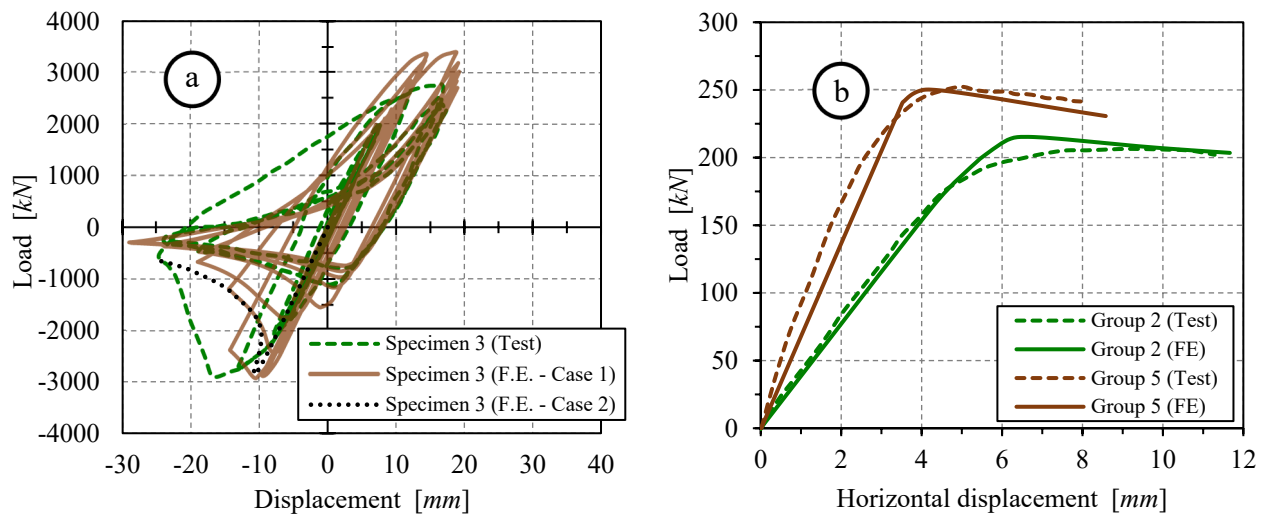 4000
3000
2000
1000
0
-1000
-2000
-3000
-4000
Load [kN]
-30 -20 -10 0 10 20 30 40
Displacement [mm]
a
Specimen 3 (Test)
Specimen 3 (F.E. - Case 1)
Specimen 3 (F.E. - Case 2)
300
250
200
150
100
50
0
Load [kN]
0 2 4 6 8 10 12
Horizontal displacement [mm]
b
Group 2 (Test)
Group 2 (FE)
Group 5 (Test)
Group 5 (FE)